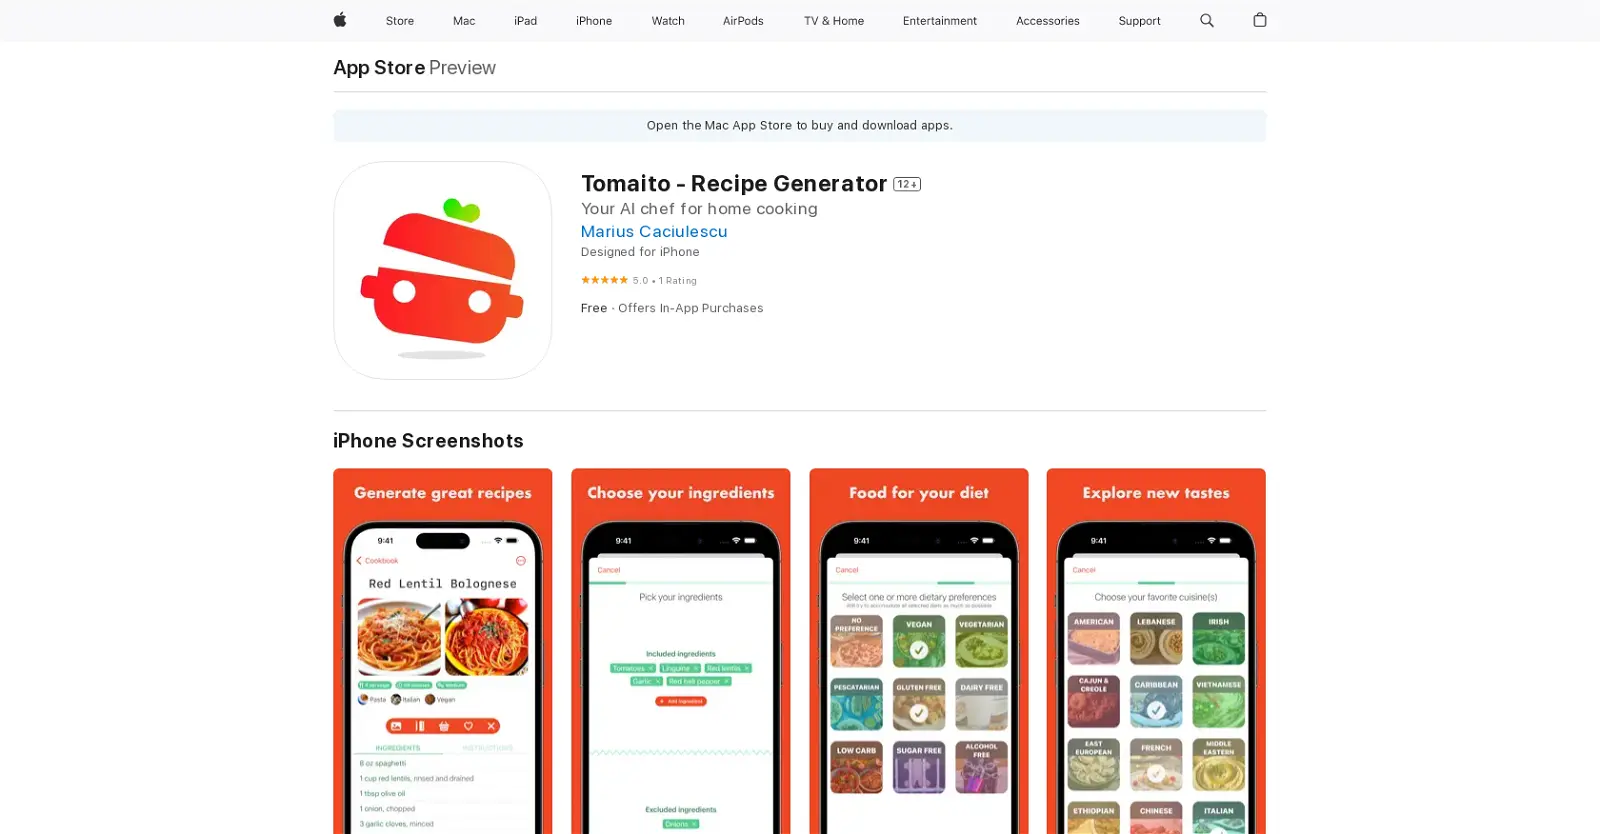 Store Mac iPad iPhone Watch AirPods TV & Home Entertainment Accessories Support
App Store Preview
Open the Mac App Store to buy and download apps.
Tomaito - Recipe Generator 12+
Your AI chef for home cooking
Marius Caciulescu
Designed for iPhone
5.0 • 1 Rating
Free · Offers In-App Purchases
iPhone Screenshots
Generate great recipes
9:41
Cookbook
Red Lentil Bolognese
Pasta Italian Vegan
INGREDIENTS INSTRUCTIONS
8 oz spaghetti
1 cup red lentils, rinsed and drained
1 tbsp olive oil
1 onion, chopped
3 garlic cloves, minced
Choose your ingredients
9:41
Cancel
Pick your ingredients
Included ingredients
Tomatoes × Linguine × Red lentils ×
Garlic × Red bell pepper ×
+ Add ingredient
Excluded ingredients
Onions ×
Food for your diet
9:41
Cancel
Select one or more dietary preferences
NO PREFERENCE VEGAN VEGETARIAN
PESCATARIAN GLUTEN FREE DAIRY FREE
LOW CARB SUGAR FREE ALCOHOL FREE
Explore new tastes
9:41
Cancel
Choose your favorite cuisine(s)
AMERICAN LEBANESE IRISH
CAJUN & CREOLE CARIBBEAN VIETNAMESE
EAST EUROPEAN FRENCH MIDDLE EASTERN
ETHIOPIAN CHINESE ITALIAN